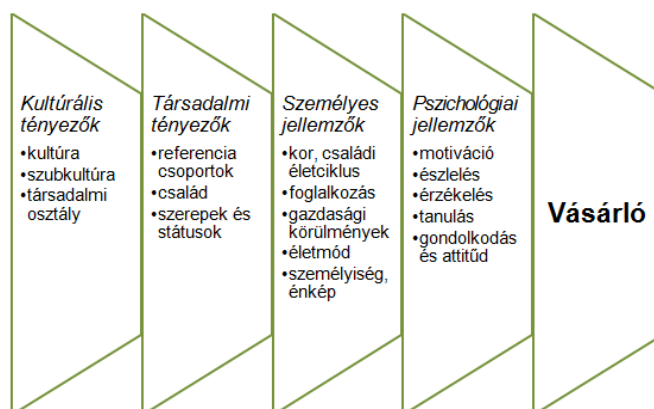 Kultúrális
tényezők
•kultúra
•szubkultúra
•társadalmi
osztály
Társadalmi
tényezők
•referencia
csoportok
•család
•szerepek és
státusok
Személyes
jellemzők
•kor, családi
életciklus
•foglalkozás
•gazdasági
körülmények
•életmód
•személyiség,
énkép
Pszichológiai
jellemzők
•motiváció
•észlelés
•érzékelés
•tanulás
•gondolkodás
és attitűd
Vásárló